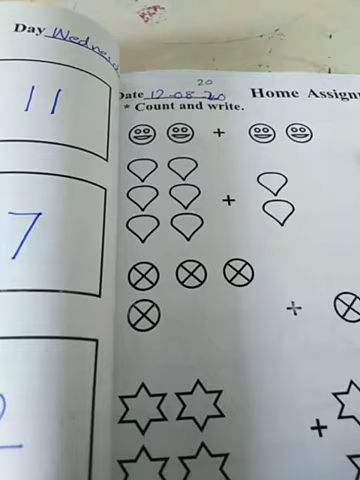 Day Wednes
11
7
2
20
Date 12-08-20 Home Assign
* Count and write.
+
+
+
+